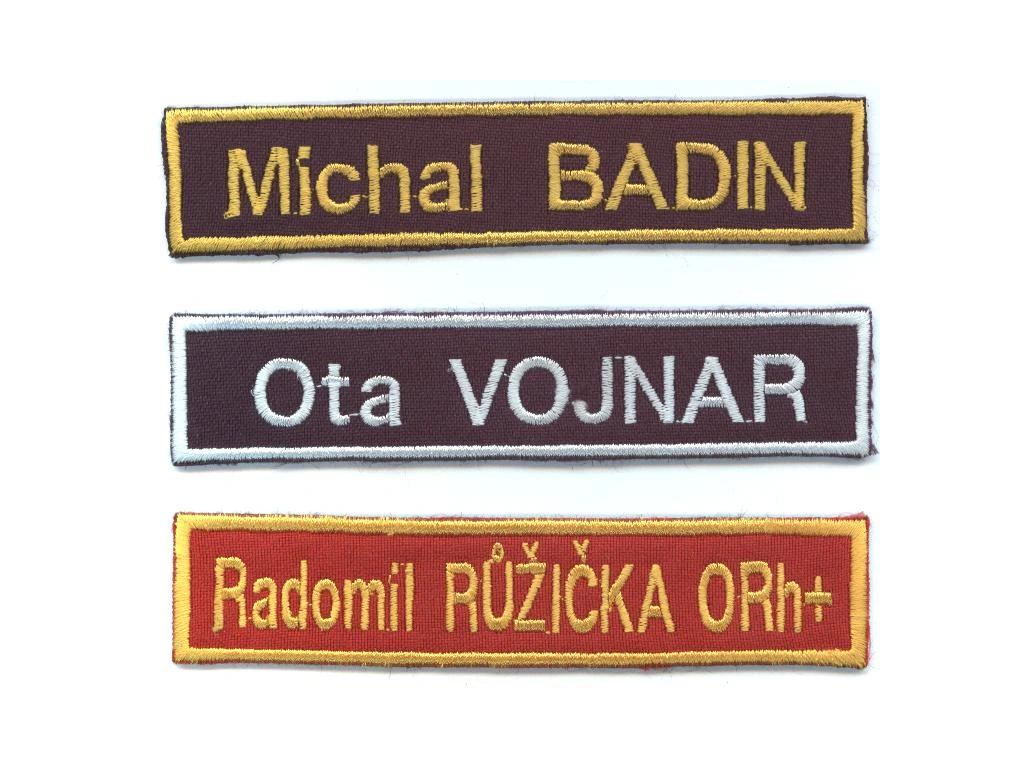 Michal BADIN
Ota VOJNAR
Radomil RŮŽIČKA ORh+